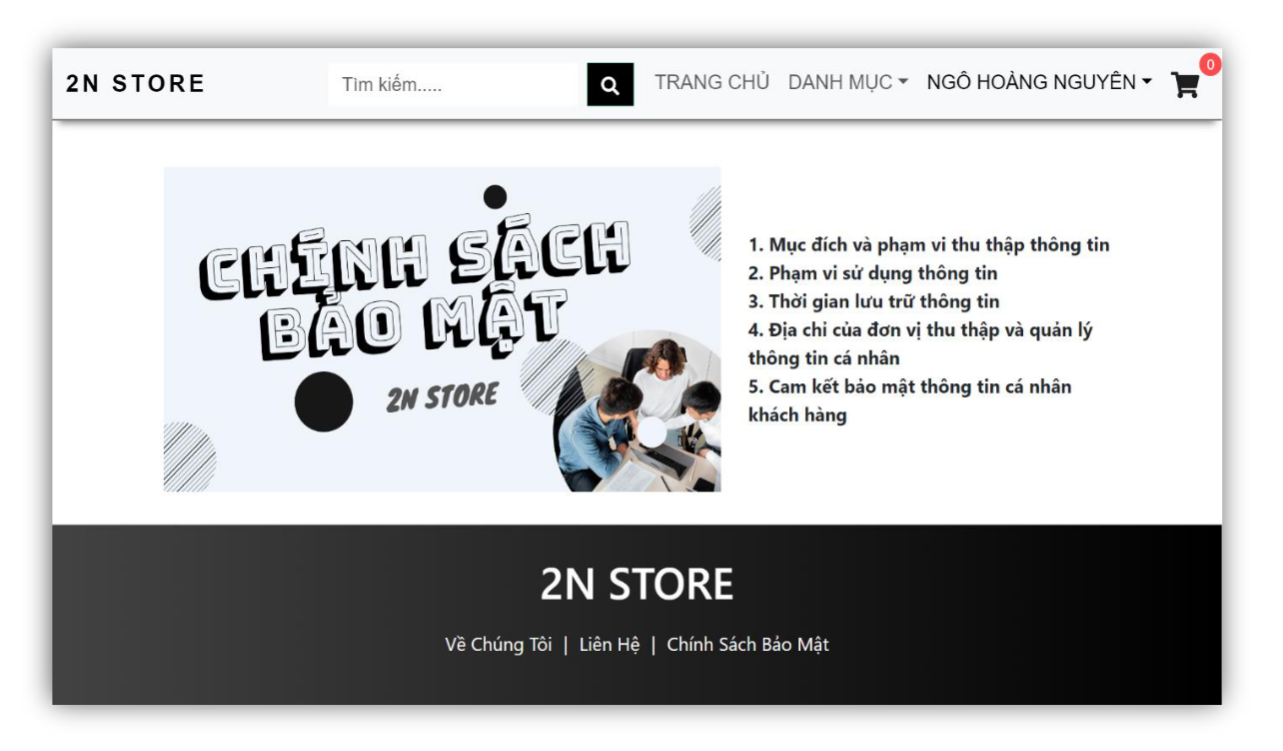 2N STORE
Tìm kiếm.....
TRANG CHỦ
DANH MỤC
NGÔ HOÀNG NGUYÊN
0
CHÍNH SÁCH
BẢO MẬT
2N STORE
1. Mục đích và phạm vi thu thập thông tin
2. Phạm vi sử dụng thông tin
3. Thời gian lưu trữ thông tin
4. Địa chỉ của đơn vị thu thập và quản lý
thông tin cá nhân
5. Cam kết bảo mật thông tin cá nhân
khách hàng
2N STORE
Về Chúng Tôi | Liên Hệ | Chính Sách Bảo Mật